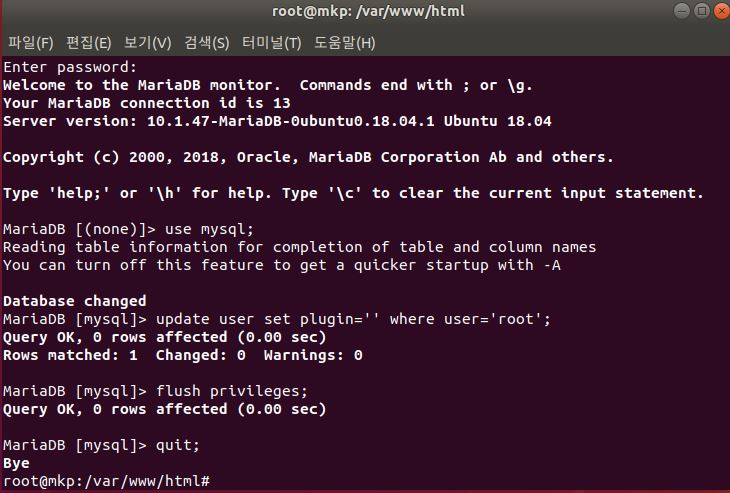 root@mkp: /var/www/html
파일(F) 편집(E) 보기(V) 검색(S) 터미널(T) 도움말(H)
Enter password:
Welcome to the MariaDB monitor.  Commands end with ; or \g.
Your MariaDB connection id is 13
Server version: 10.1.47-MariaDB-0ubuntu0.18.04.1 Ubuntu 18.04
Copyright (c) 2000, 2018, Oracle, MariaDB Corporation Ab and others.
Type 'help;' or '\h' for help. Type '\c' to clear the current input statement.
MariaDB [(none)]> use mysql;
Reading table information for completion of table and column names
You can turn off this feature to get a quicker startup with -A
Database changed
MariaDB [mysql]> update user set plugin='' where user='root';
Query OK, 0 rows affected (0.00 sec)
Rows matched: 1  Changed: 0  Warnings: 0
MariaDB [mysql]> flush privileges;
Query OK, 0 rows affected (0.00 sec)
MariaDB [mysql]> quit;
Bye
root@mkp:/var/www/html#